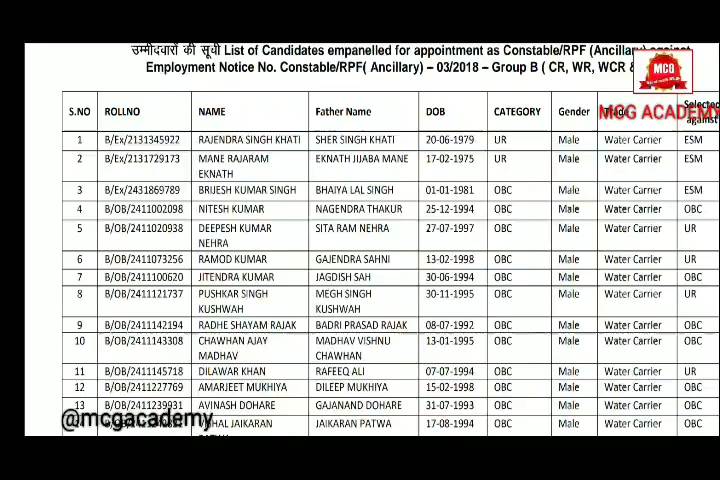 उम्मीदवारों की सूची List of Candidates empanelled for appointment as Constable/RPF (Ancillary) against
Employment Notice No. Constable/RPF( Ancillary) – 03/2018 – Group B ( CR, WR, WCR &
MCG
MCG ACADEMY
S.NO ROLLNO NAME Father Name DOB CATEGORY Gender Trade Selected against
1 B/Ex/2131345922 RAJENDRA SINGH KHATI SHER SINGH KHATI 20-06-1979 UR Male Water Carrier ESM
2 B/Ex/2131729173 MANE RAJARAM EKNATH EKNATH JIJABA MANE 17-02-1975 UR Male Water Carrier ESM
3 B/Ex/2431869789 BRIJESH KUMAR SINGH BHAIYA LAL SINGH 01-01-1981 OBC Male Water Carrier ESM
4 B/OB/2411002098 NITESH KUMAR NAGENDRA THAKUR 25-12-1994 OBC Male Water Carrier OBC
5 B/OB/2411020938 DEEPESH KUMAR NEHRA SITA RAM NEHRA 27-07-1997 OBC Male Water Carrier UR
6 B/OB/2411073256 RAMOD KUMAR GAJENDRA SAHNI 13-02-1998 OBC Male Water Carrier UR
7 B/OB/2411100620 JITENDRA KUMAR JAGDISH SAH 30-06-1994 OBC Male Water Carrier OBC
8 B/OB/2411121737 PUSHKAR SINGH KUSHWAH MEGH SINGH KUSHWAH 30-11-1995 OBC Male Water Carrier UR
9 B/OB/2411142194 RADHE SHAYAM RAJAK BADRI PRASAD RAJAK 08-07-1992 OBC Male Water Carrier OBC
10 B/OB/2411143308 CHAWHAN AJAY MADHAV MADHAV VISHNU CHAWHAN 13-01-1995 OBC Male Water Carrier OBC
11 B/OB/2411145718 DILAWAR KHAN RAFEEQ ALI 07-07-1994 OBC Male Water Carrier UR
12 B/OB/2411227769 AMARJEET MUKHIYA DILEEP MUKHIYA 15-02-1998 OBC Male Water Carrier OBC
13 B/OB/2411239931 AVINASH DOHARE GAJANAND DOHARE 31-07-1993 OBC Male Water Carrier OBC
JAIKARAN JAIKARAN PATWA 17-08-1994 OBC Male Water Carrier OBC
@mcgacademy